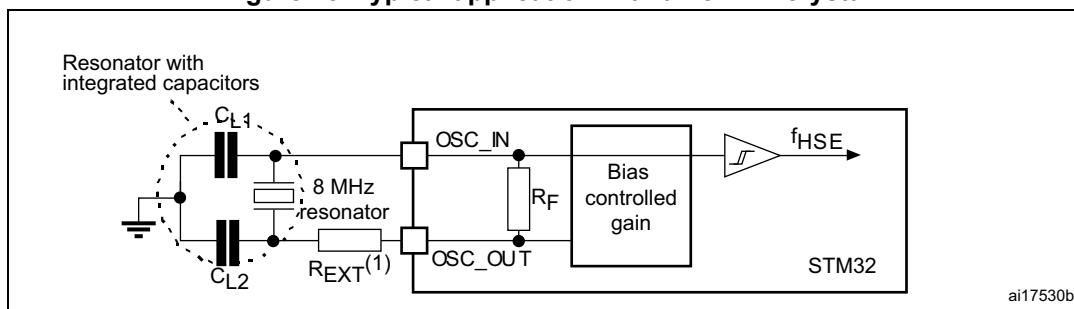 Resonator with
integrated capacitors
CL1
OSC_IN
fHSE
8 MHz
resonator
RF
Bias
controlled
gain
REXT(1)
OSC_OUT
STM32
CL2
ai17530b